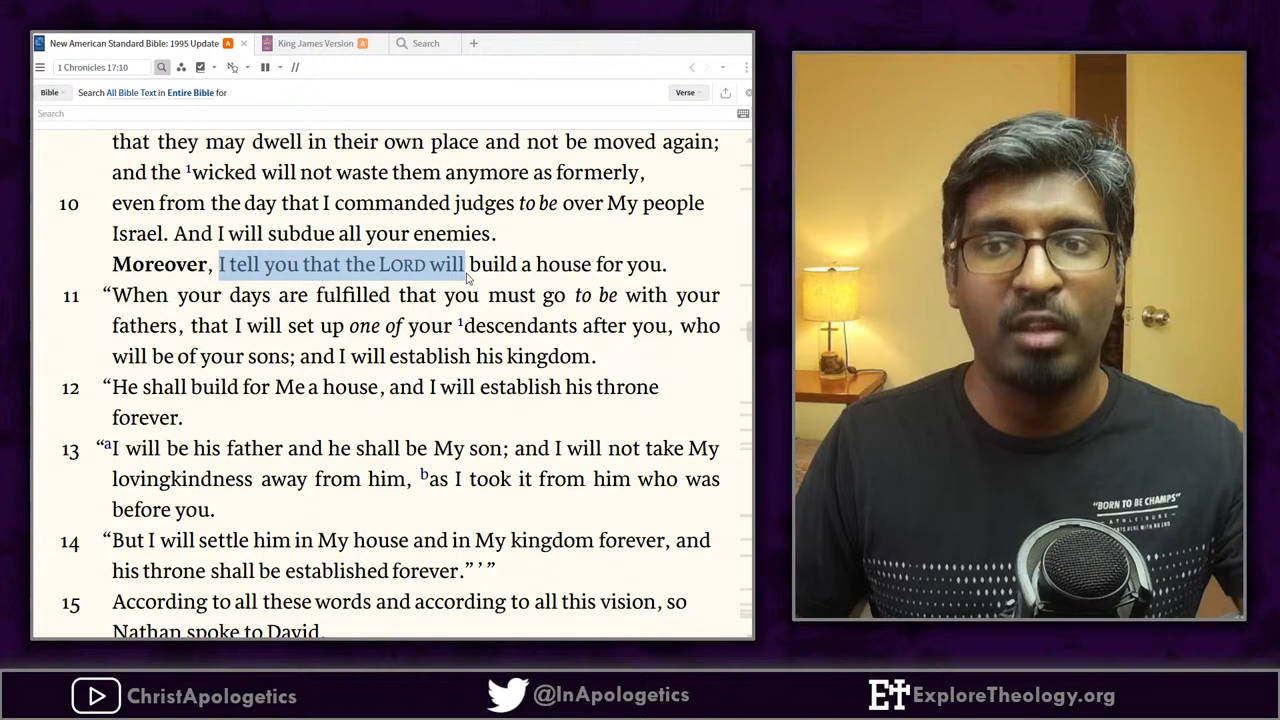 New American Standard Bible: 1995 Update A
King James Version A
Search
1 Chronicles 17:10
Bible
Search All Bible Text in Entire Bible for
Verse
Search
that they may dwell in their own place and not be moved again;
and the ¹wicked will not waste them anymore as formerly,
10 even from the day that I commanded judges to be over My people
Israel. And I will subdue all your enemies.
Moreover, I tell you that the LORD will build a house for you.
11 “When your days are fulfilled that you must go to be with your
fathers, that I will set up one of your ¹descendants after you, who
will be of your sons; and I will establish his kingdom.
12 “He shall build for Me a house, and I will establish his throne
forever.
13 “ªI will be his father and he shall be My son; and I will not take My
lovingkindness away from him, ᵇas I took it from him who was
before you.
14 “But I will settle him in My house and in My kingdom forever, and
his throne shall be established forever.” ’ ”
15 According to all these words and according to all this vision, so
Nathan spoke to David.
"BORN TO BE CHAMPS"
ATHLEISURE
ChristApologetics
@InApologetics
ET ExploreTheology.org